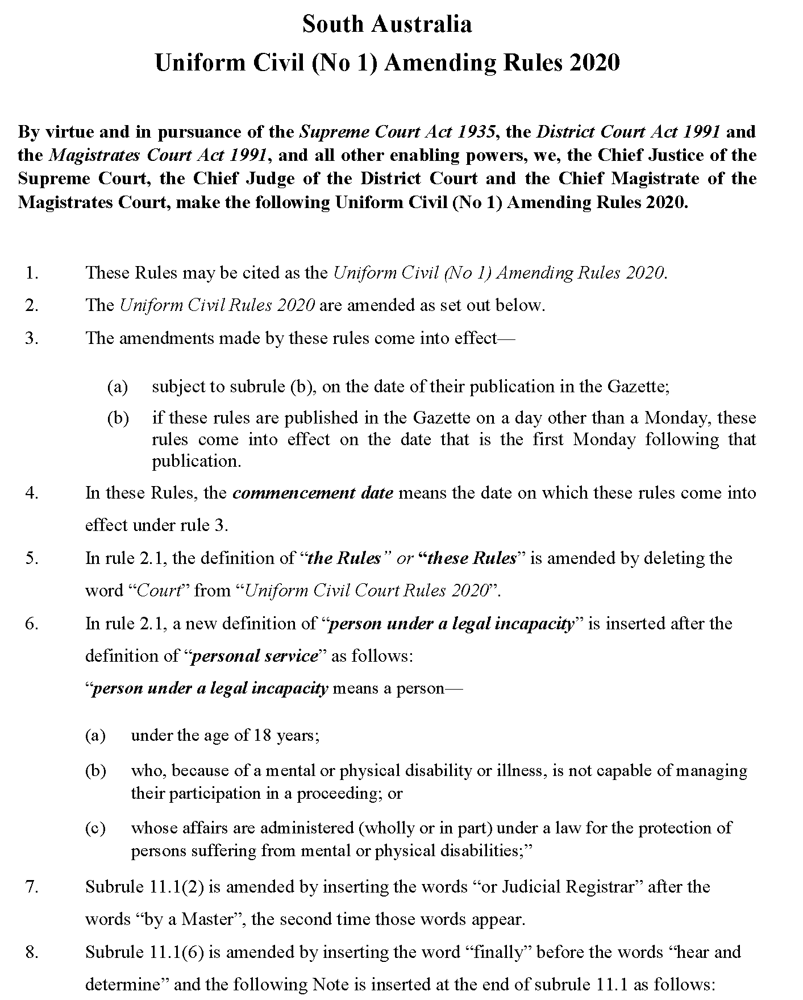 South Australia
Uniform Civil (No 1) Amending Rules 2020
By virtue and in pursuance of the Supreme Court Act 1935, the District Court Act 1991 and
the Magistrates Court Act 1991, and all other enabling powers, we, the Chief Justice of the
Supreme Court, the Chief Judge of the District Court and the Chief Magistrate of the
Magistrates Court, make the following Uniform Civil (No 1) Amending Rules 2020.
1. These Rules may be cited as the Uniform Civil (No 1) Amending Rules 2020.
2. The Uniform Civil Rules 2020 are amended as set out below.
3. The amendments made by these rules come into effect—
(a) subject to subrule (b), on the date of their publication in the Gazette;
(b) if these rules are published in the Gazette on a day other than a Monday, these
rules come into effect on the date that is the first Monday following that
publication.
4. In these Rules, the commencement date means the date on which these rules come into
effect under rule 3.
5. In rule 2.1, the definition of “the Rules” or “these Rules” is amended by deleting the
word “Court” from “Uniform Civil Court Rules 2020”.
6. In rule 2.1, a new definition of “person under a legal incapacity” is inserted after the
definition of “personal service” as follows:
“person under a legal incapacity means a person—
(a) under the age of 18 years;
(b) who, because of a mental or physical disability or illness, is not capable of managing
their participation in a proceeding; or
(c) whose affairs are administered (wholly or in part) under a law for the protection of
persons suffering from mental or physical disabilities;”
7. Subrule 11.1(2) is amended by inserting the words “or Judicial Registrar” after the
words “by a Master”, the second time those words appear.
8. Subrule 11.1(6) is amended by inserting the word “finally” before the words “hear and
determine” and the following Note is inserted at the end of subrule 11.1 as follows: